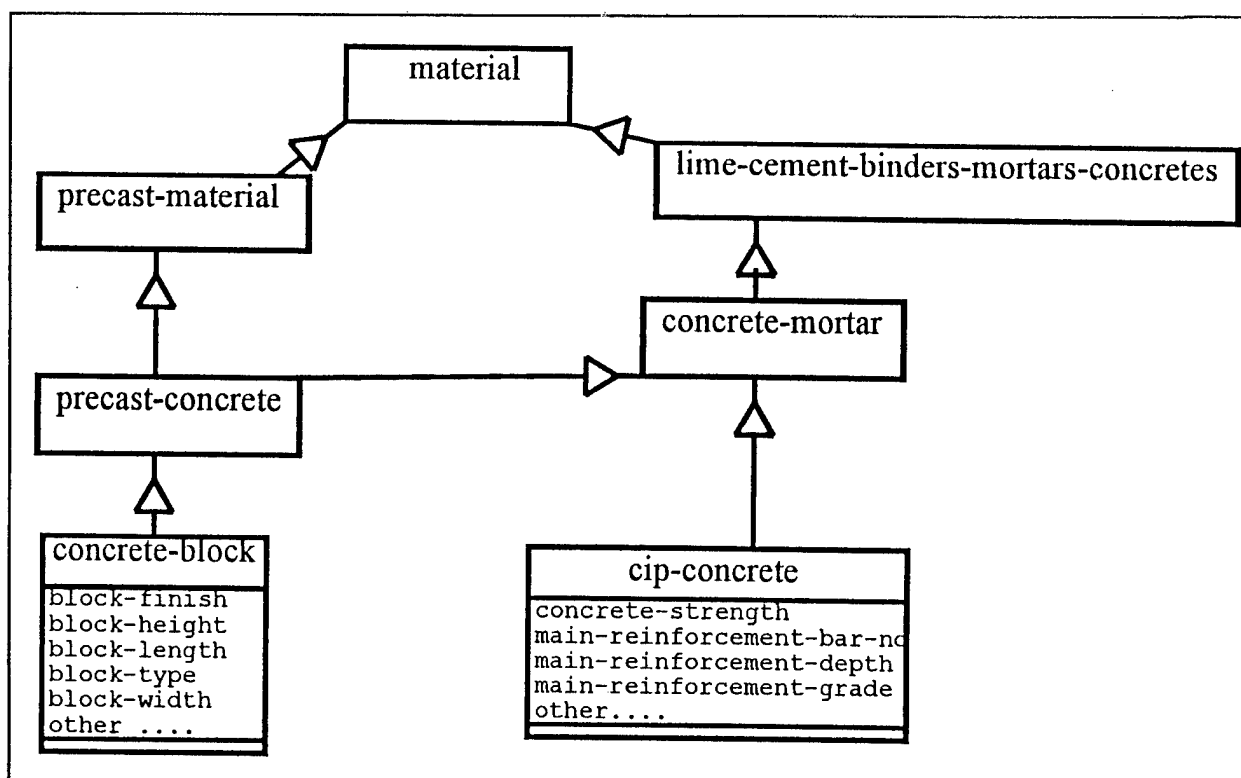 material
lime-cement-binders-mortars-concretes
precast-material
concrete-mortar
precast-concrete
concrete-block
block-finish
block-height
block-length
block-type
block-width
other ....
cip-concrete
concrete-strength
main-reinforcement-bar-no
main-reinforcement-depth
main-reinforcement-grade
other....